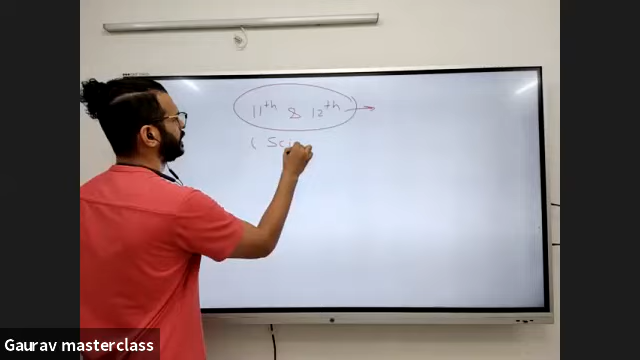 11th & 12th →
( Sci
Gaurav masterclass